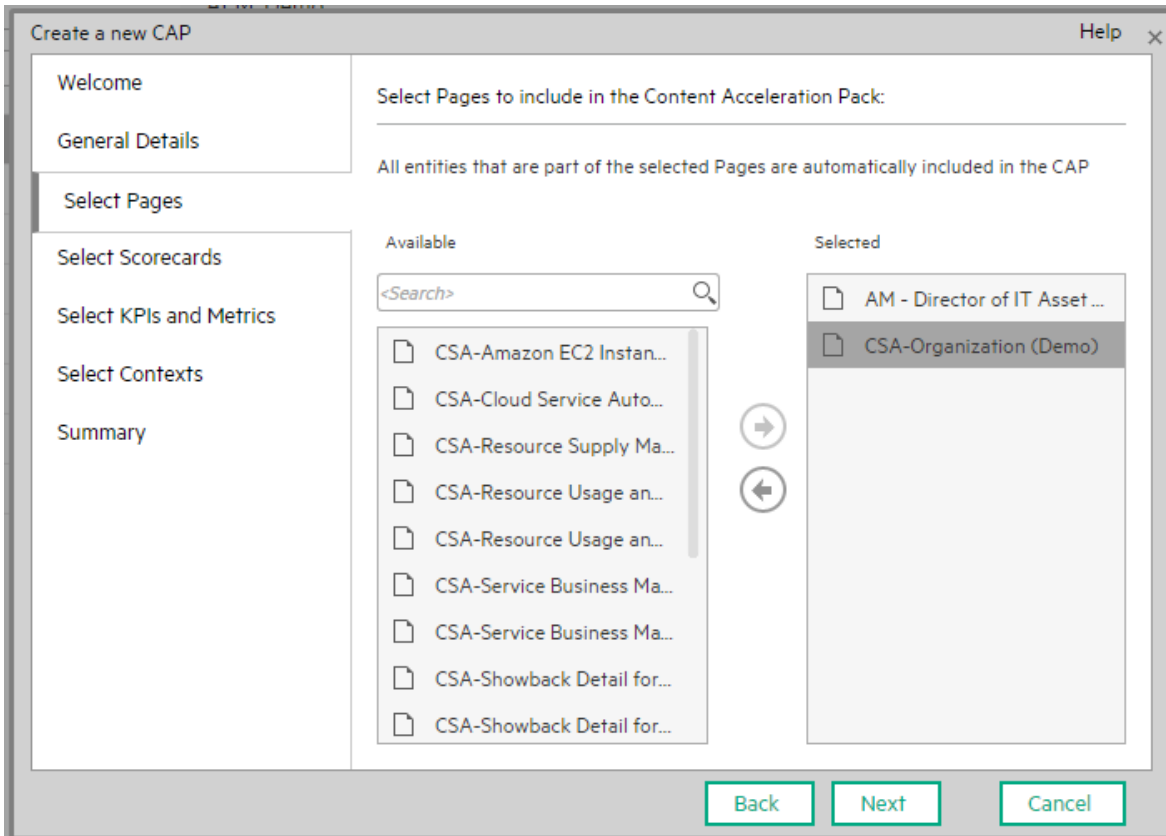 Create a new CAP
Help
Welcome
General Details
Select Pages
Select Scorecards
Select KPIs and Metrics
Select Contexts
Summary
Select Pages to include in the Content Acceleration Pack:
All entities that are part of the selected Pages are automatically included in the CAP
Available
<Search>
CSA-Amazon EC2 Instan...
CSA-Cloud Service Auto...
CSA-Resource Supply Ma...
CSA-Resource Usage an...
CSA-Resource Usage an...
CSA-Service Business Ma...
CSA-Service Business Ma...
CSA-Showback Detail for...
CSA-Showback Detail for...
Selected
AM - Director of IT Asset ...
CSA-Organization (Demo)
Back
Next
Cancel